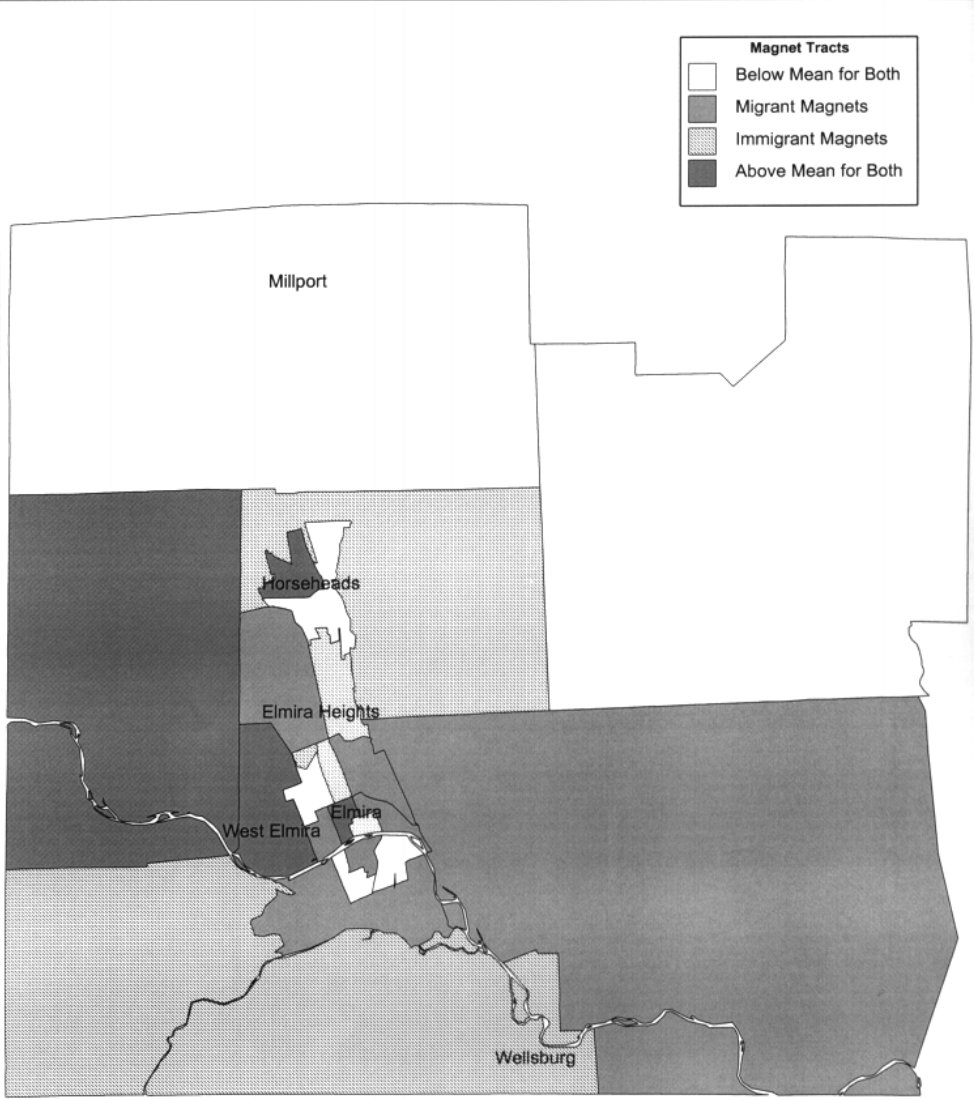 Magnet Tracts
Below Mean for Both
Migrant Magnets
Immigrant Magnets
Above Mean for Both
Millport
Horseheads
Elmira Heights
Elmira
West Elmira
Wellsburg